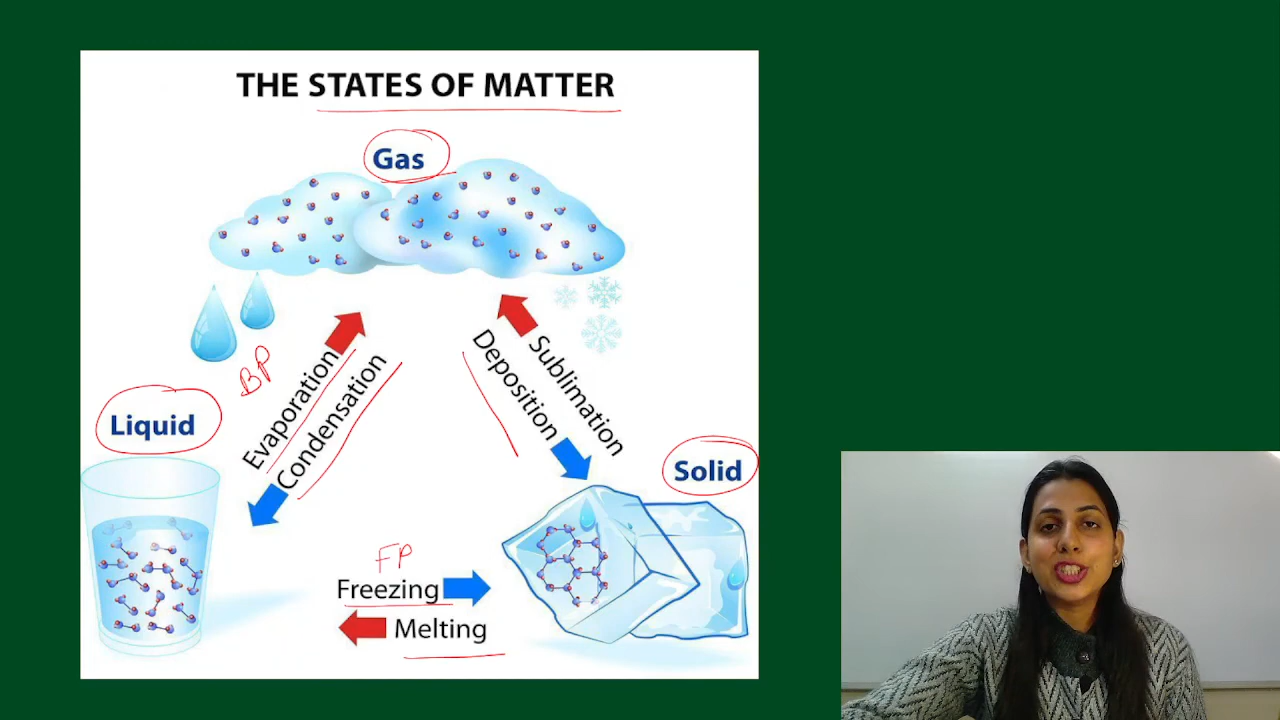 THE STATES OF MATTER
Gas
BP
Evaporation
Condensation
Deposition
Sublimation
Liquid
Solid
FP
Freezing
Melting